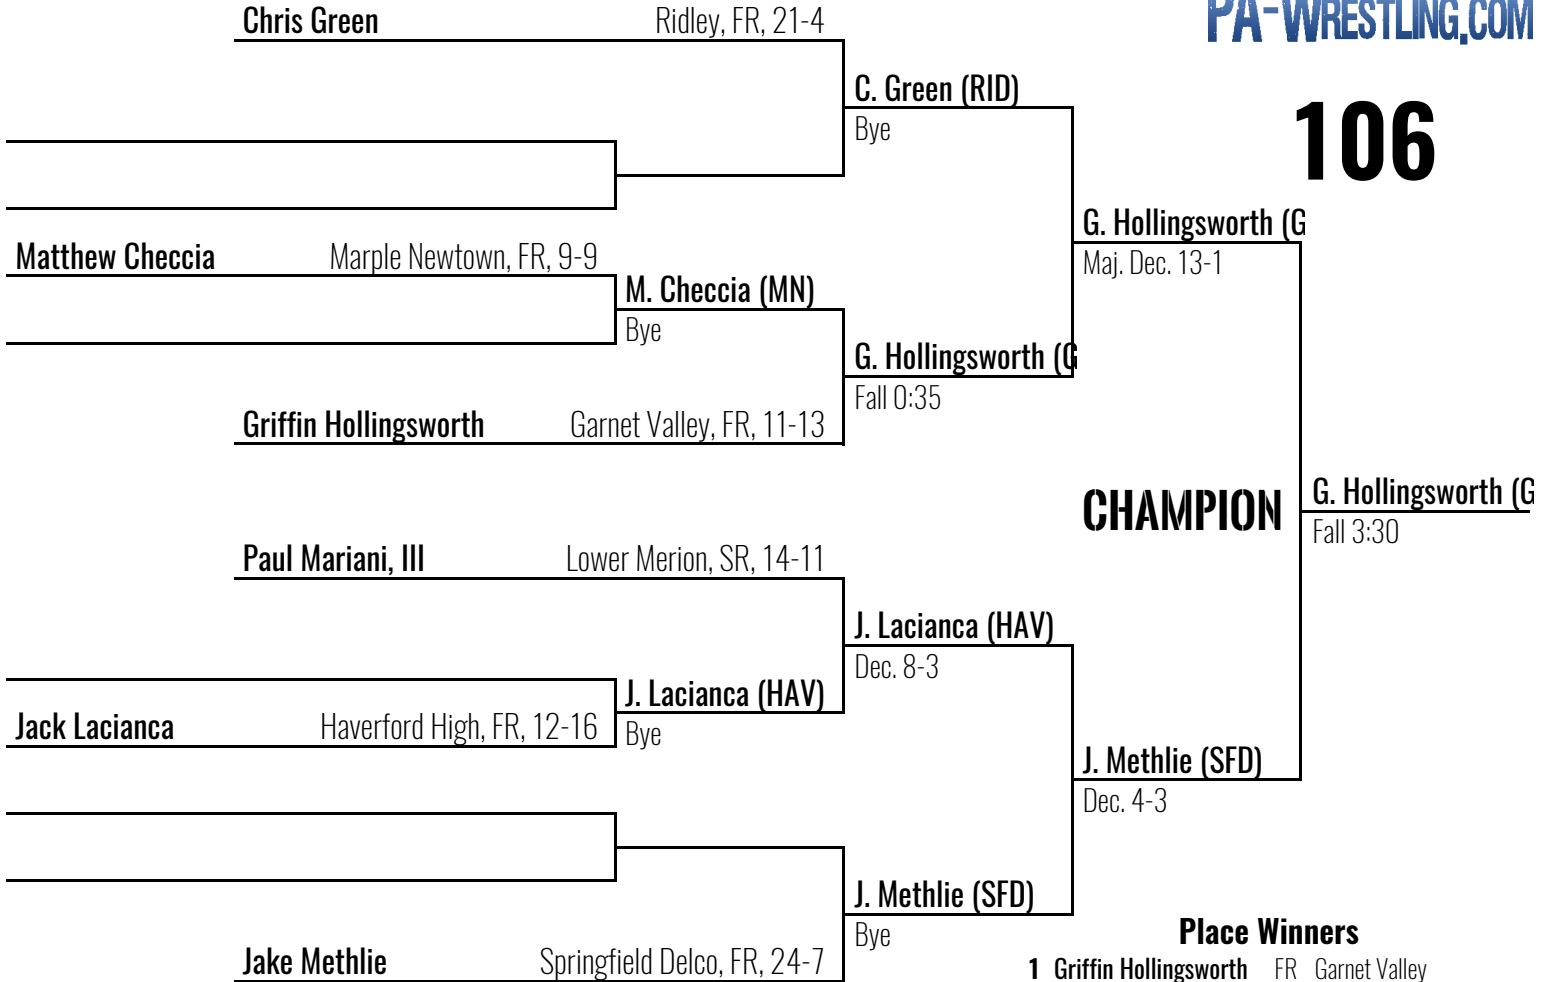 Chris Green Ridley, FR, 21-4
PA-WRESTLING.COM
C. Green (RID)
Bye
106
G. Hollingsworth (G
Maj. Dec. 13-1
Matthew Checcia Marple Newtown, FR, 9-9
M. Checcia (MN)
Bye
G. Hollingsworth (G
Fall 0:35
Griffin Hollingsworth Garnet Valley, FR, 11-13
CHAMPION
G. Hollingsworth (G
Fall 3:30
Paul Mariani, III Lower Merion, SR, 14-11
J. Lacianca (HAV)
Dec. 8-3
J. Lacianca (HAV)
Bye
Jack Lacianca Haverford High, FR, 12-16
J. Methlie (SFD)
Dec. 4-3
J. Methlie (SFD)
Bye
Jake Methlie Springfield Delco, FR, 24-7
Place Winners
1 Griffin Hollingsworth FR Garnet Valley